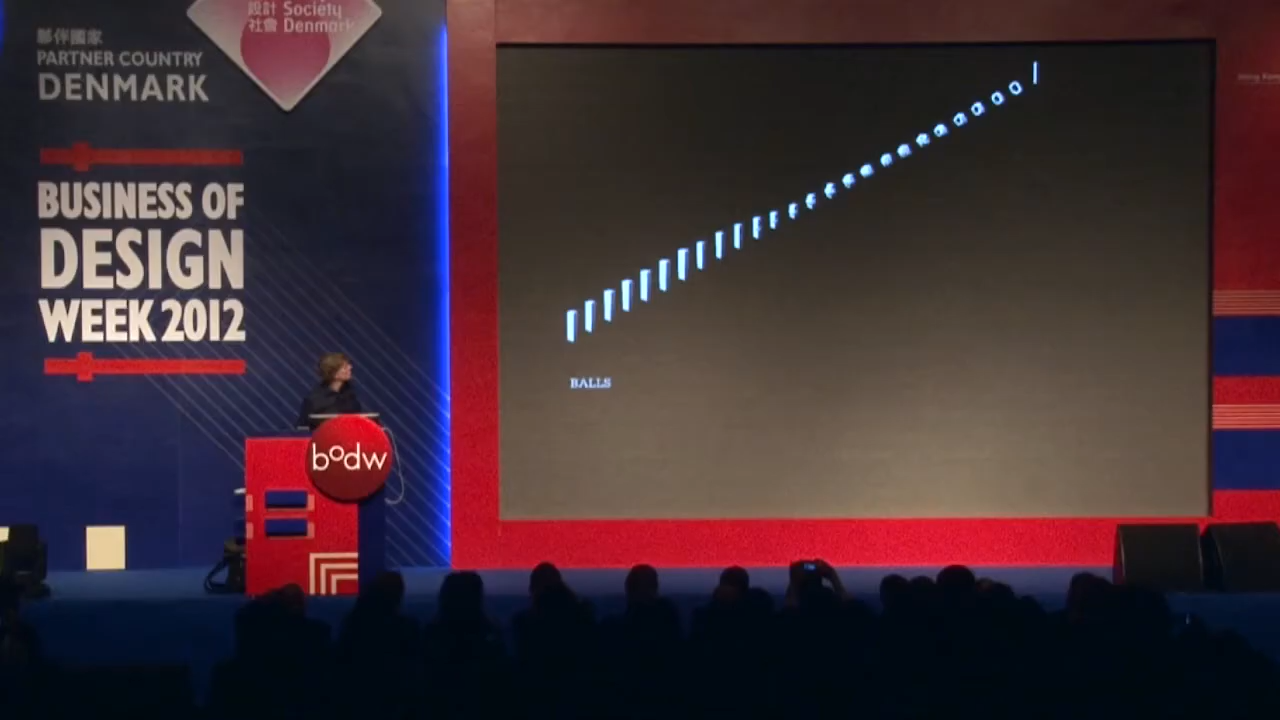 設計 Society
社會 Denmark
夥伴國家
PARTNER COUNTRY
DENMARK
BUSINESS OF
DESIGN
WEEK 2012
bodw
BALLS